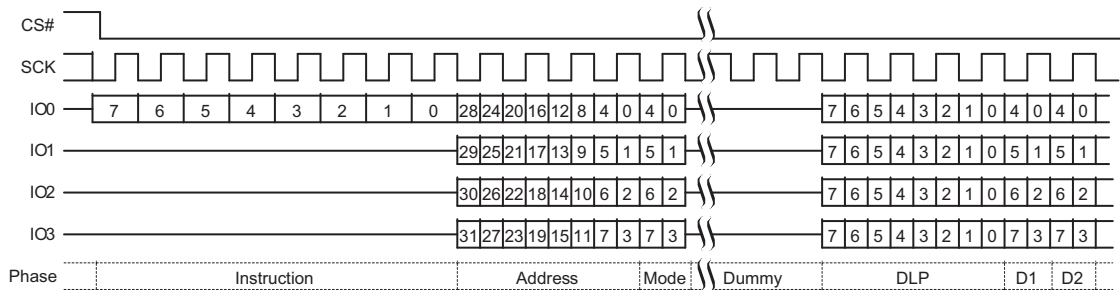 CS#
SCK
IO0 7 6 5 4 3 2 1 0 28 24 20 16 12 8 4 0 4 0 7 6 5 4 3 2 1 0 4 0 4 0
IO1 29 25 21 17 13 9 5 1 5 1 7 6 5 4 3 2 1 0 5 1 5 1
IO2 30 26 22 18 14 10 6 2 6 2 7 6 5 4 3 2 1 0 6 2 6 2
IO3 31 27 23 19 15 11 7 3 7 3 7 6 5 4 3 2 1 0 7 3 7 3
Phase Instruction Address Mode Dummy DLP D1 D2